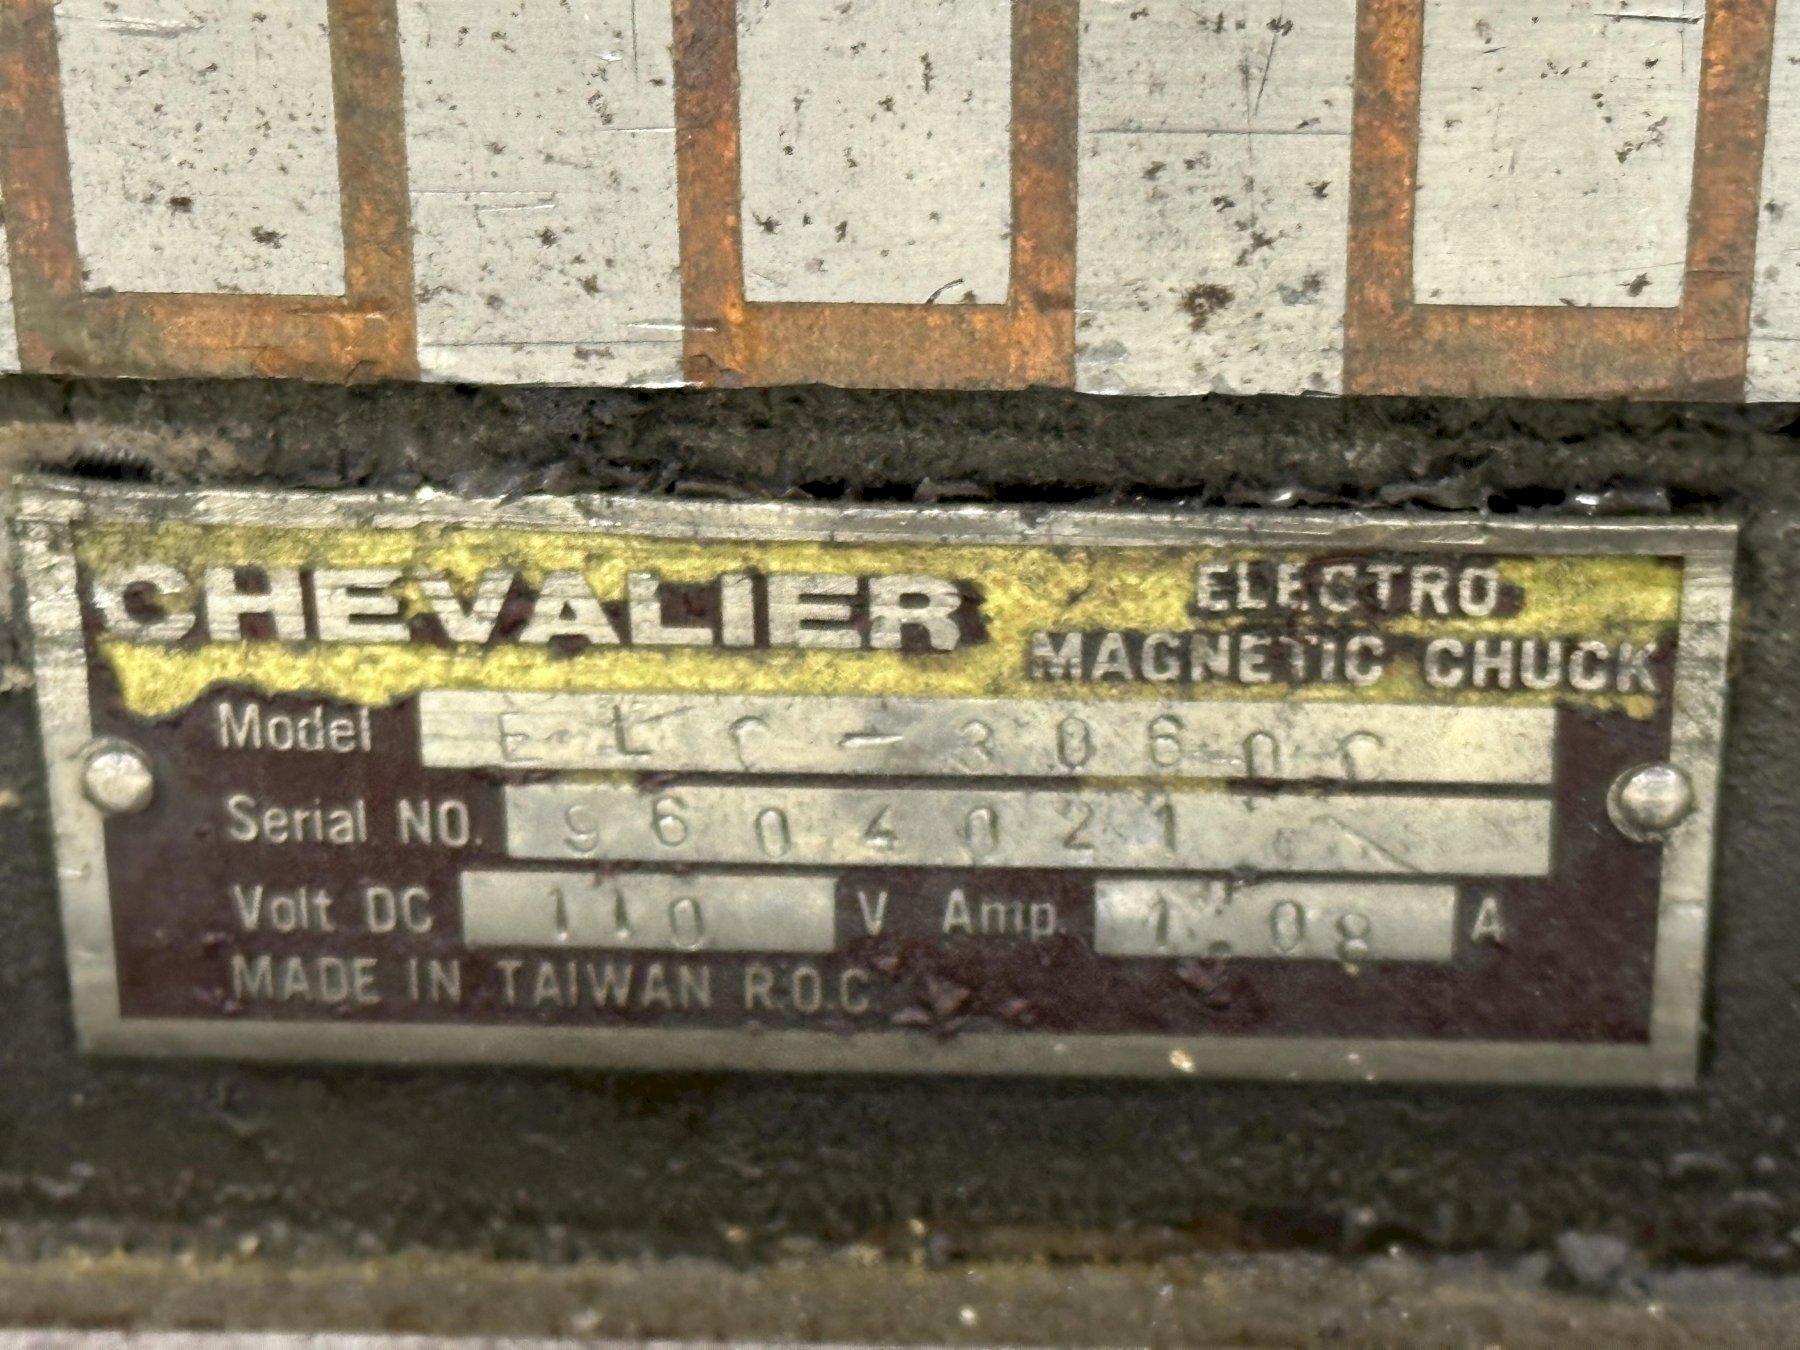 CHEVALIER ELECTRO
MAGNETIC CHUCK
Model ELC-3060C
Serial NO. 9604021
Volt DC 110 V Amp. 1.08 A
MADE IN TAIWAN R.O.C